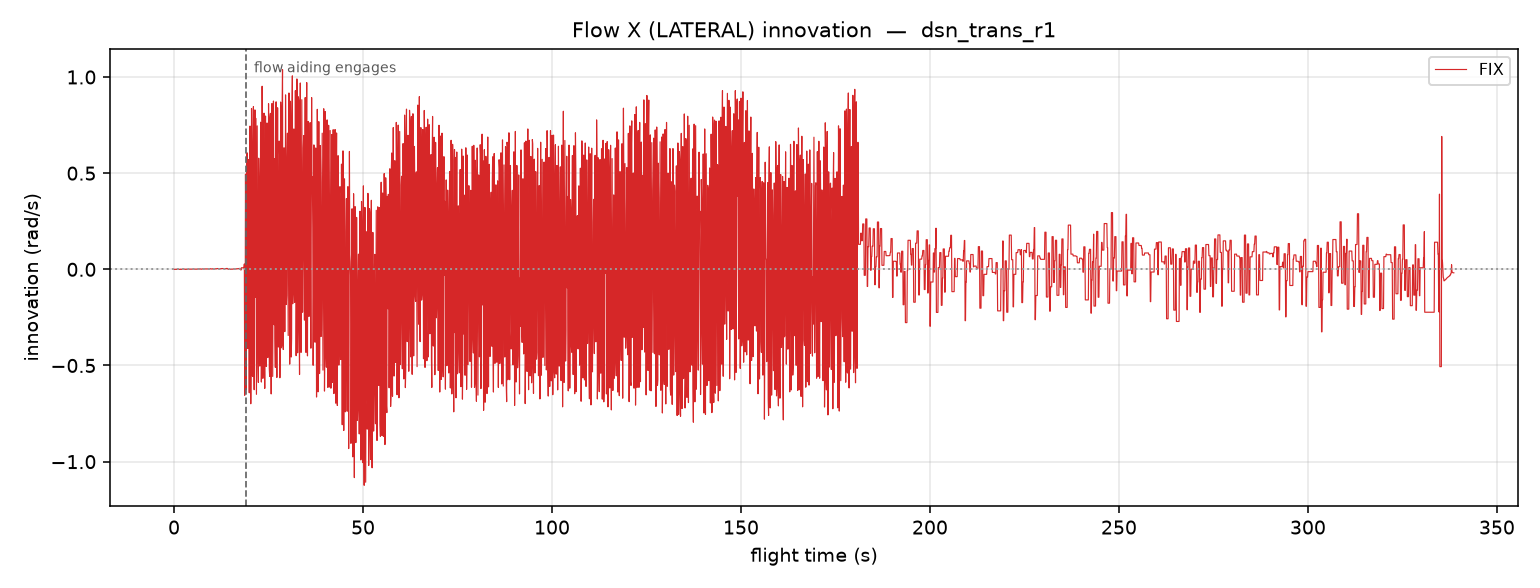 Flow X (LATERAL) innovation — dsn_trans_r1
flow aiding engages
FIX
innovation (rad/s)
1.0
0.5
0.0
−0.5
−1.0
0 50 100 150 200 250 300 350
flight time (s)